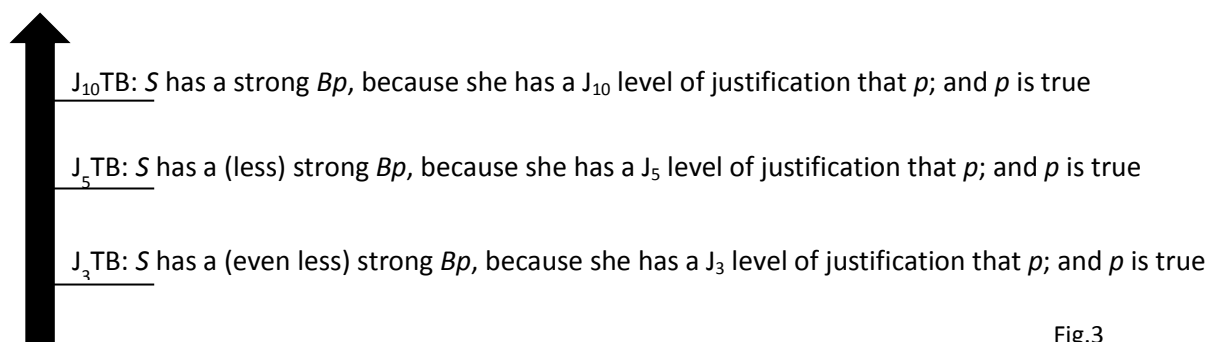 J₁₀TB: S has a strong Bp, because she has a J₁₀ level of justification that p; and p is true
J₅TB: S has a (less) strong Bp, because she has a J₅ level of justification that p; and p is true
J₃TB: S has a (even less) strong Bp, because she has a J₃ level of justification that p; and p is true
Fig.3